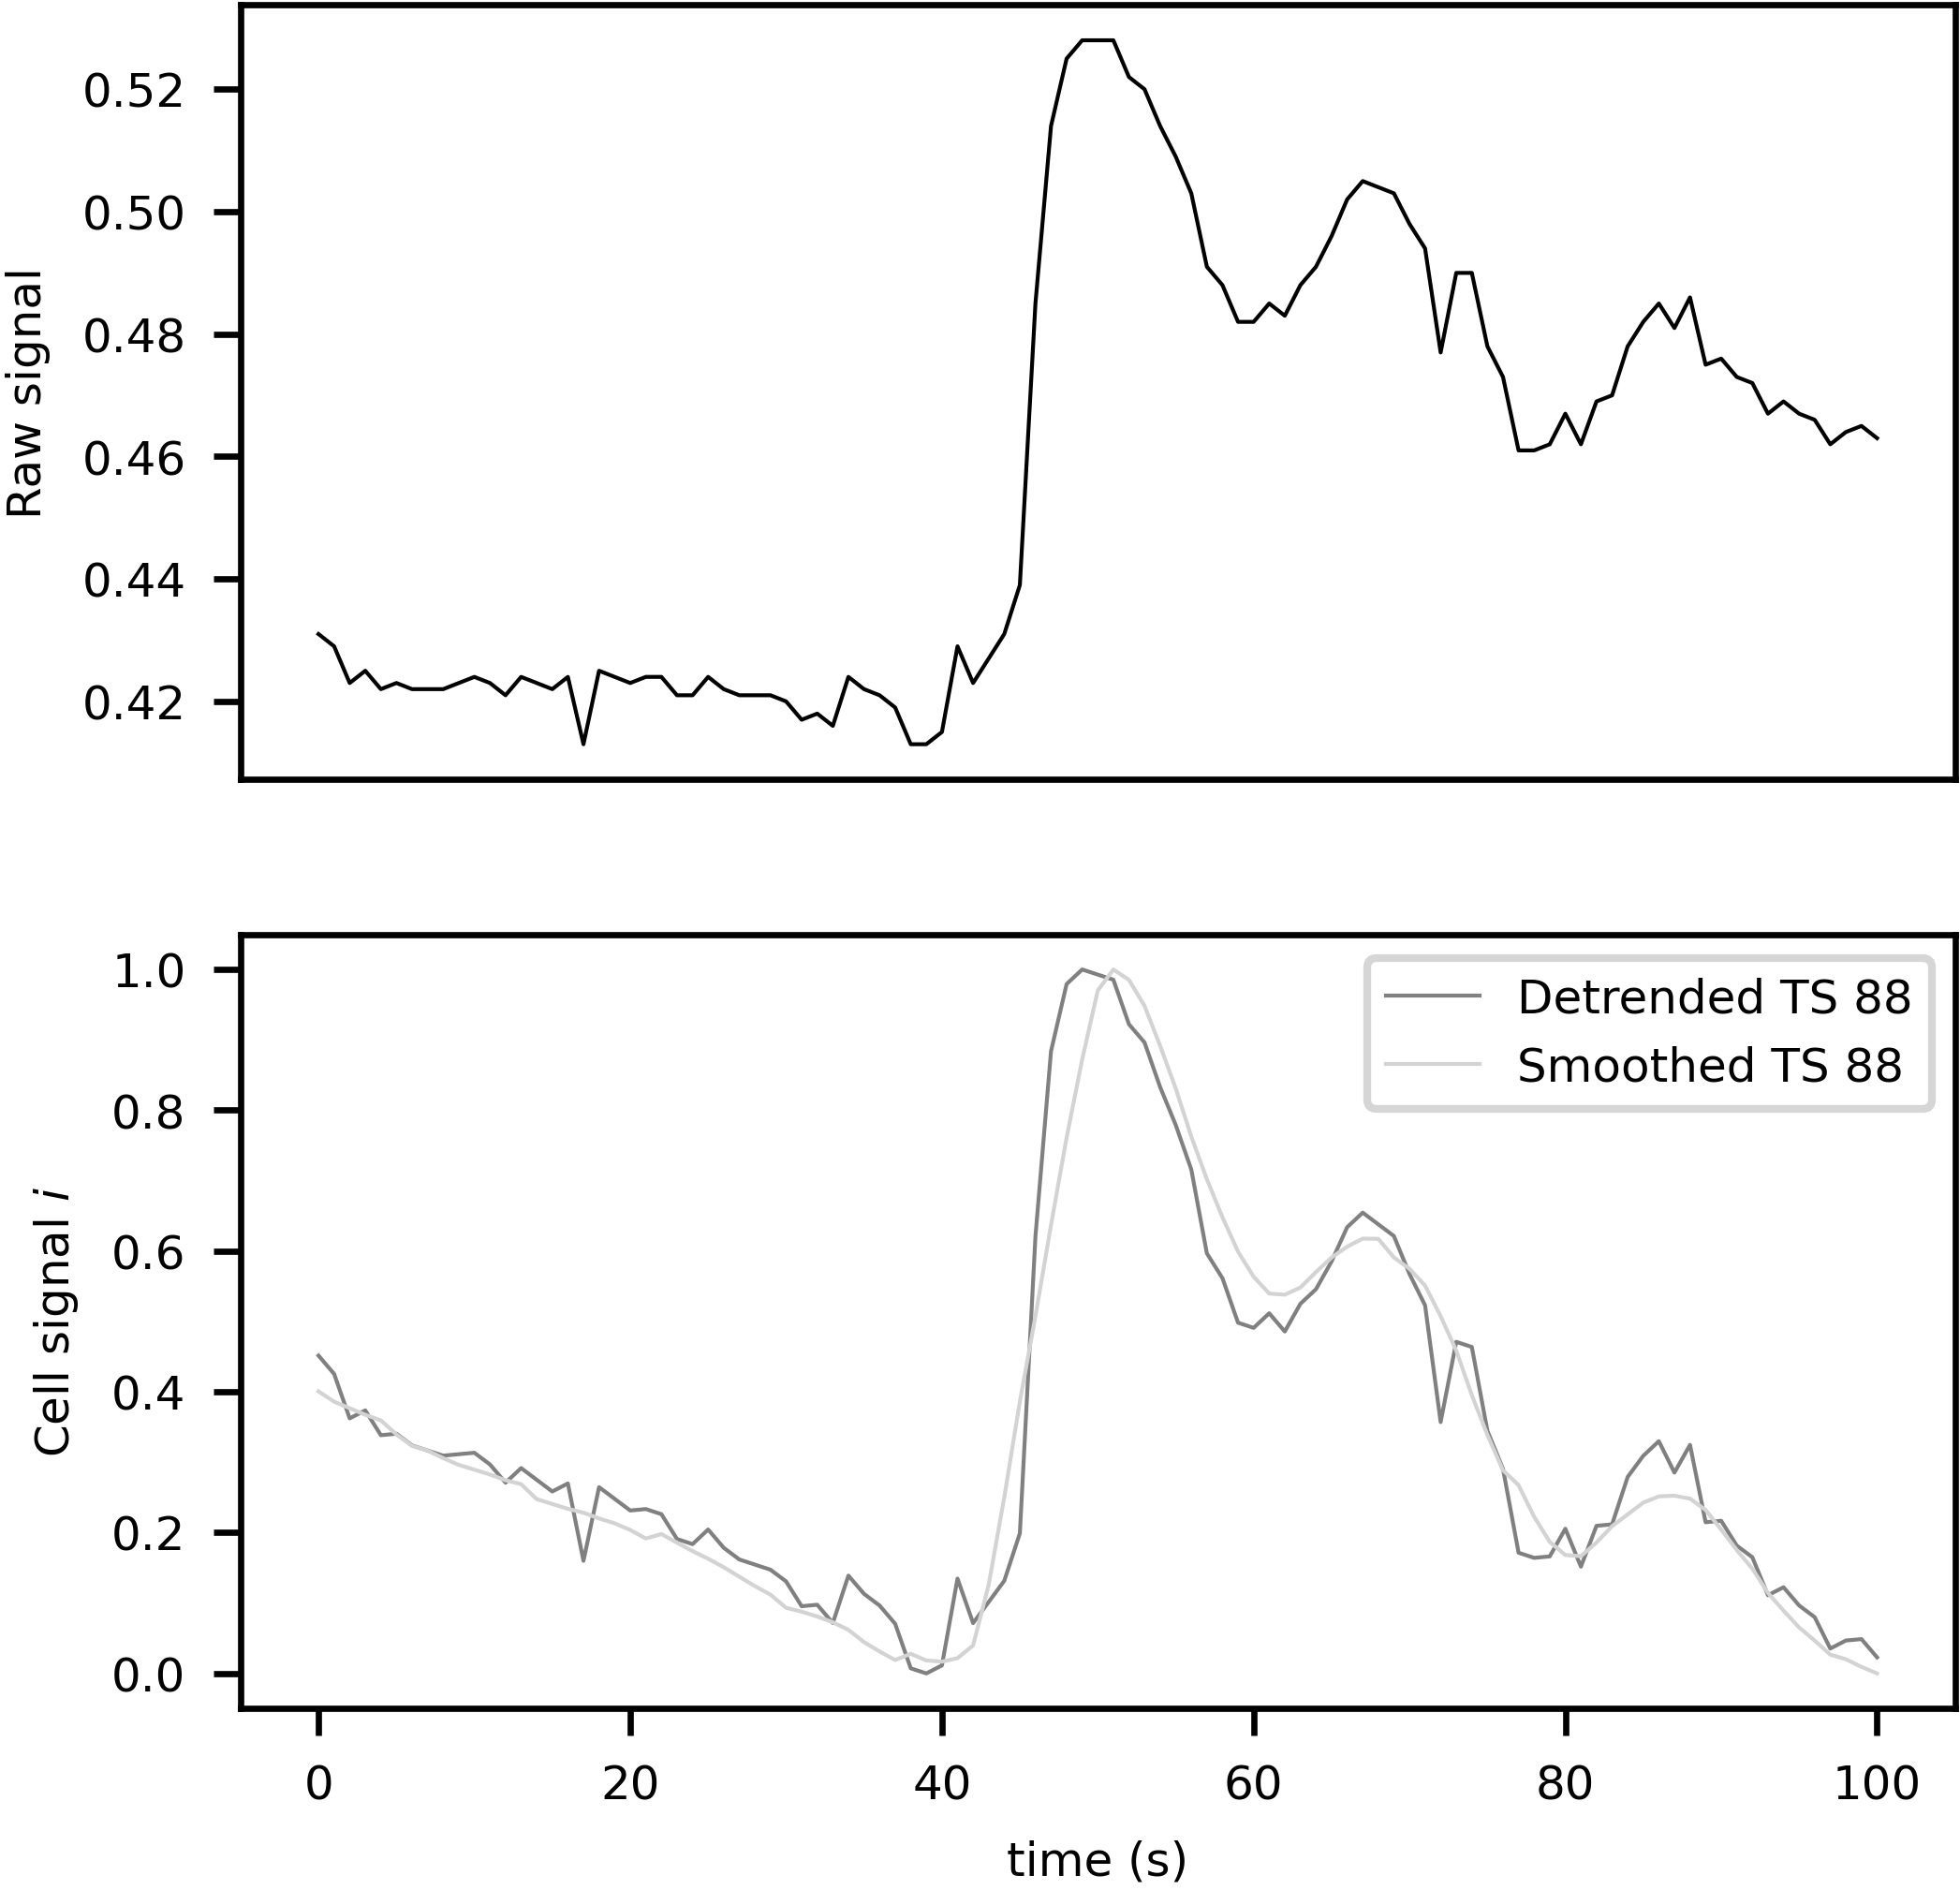 0.52
0.50
0.48
0.46
0.44
0.42
Raw signal
1.0
0.8
0.6
0.4
0.2
0.0
Cell signal i
Detrended TS 88
Smoothed TS 88
0 20 40 60 80 100
time (s)